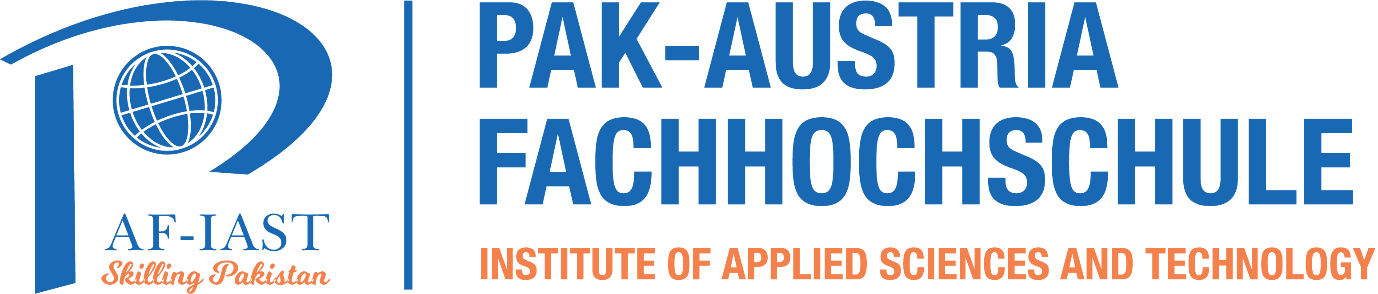 AF-IAST
Skilling Pakistan
PAK-AUSTRIA
FACHHOCHSCHULE
INSTITUTE OF APPLIED SCIENCES AND TECHNOLOGY